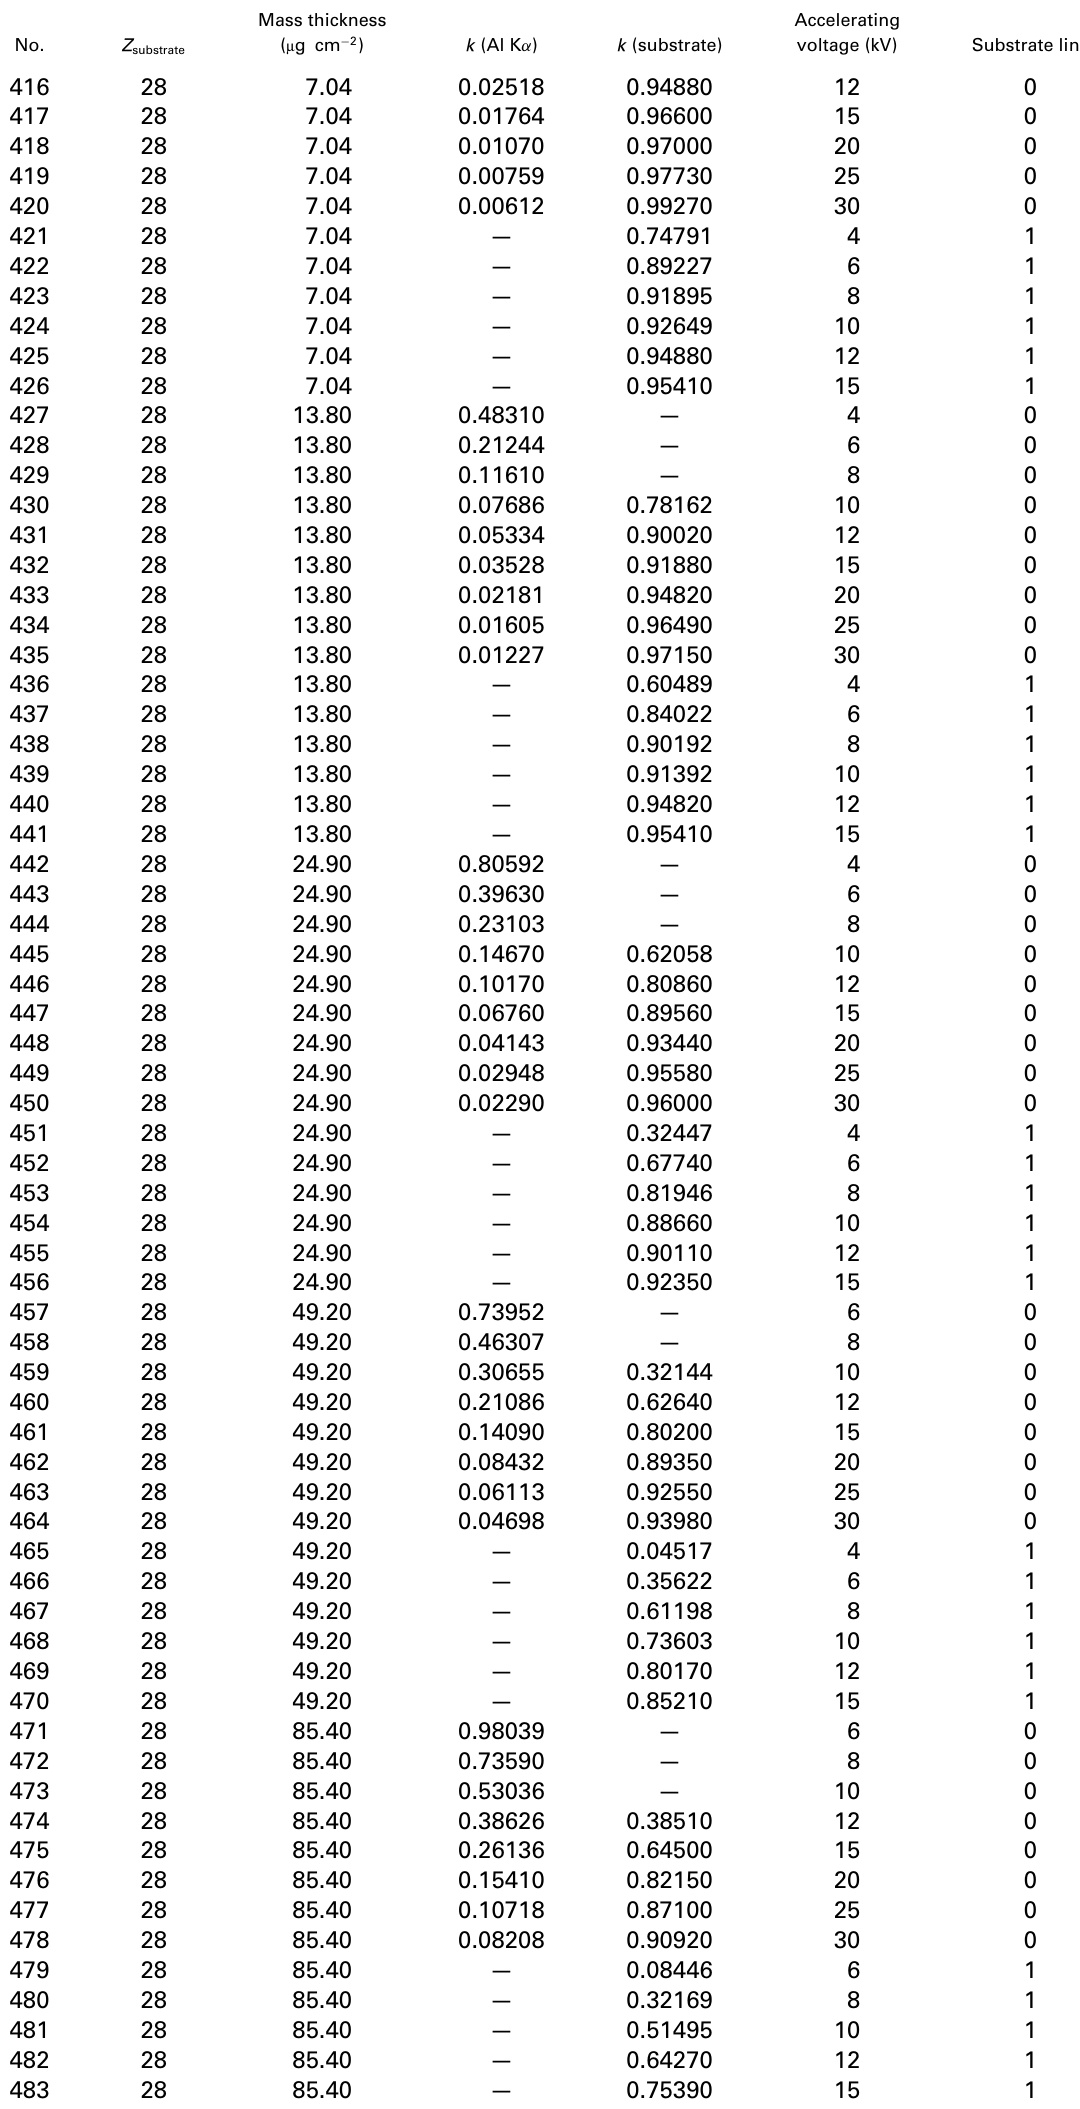 Mass thickness Accelerating
No. Zsubstrate (μg cm−2) k (Al Kα) k (substrate) voltage (kV) Substrate lin
416 28 7.04 0.02518 0.94880 12 0
417 28 7.04 0.01764 0.96600 15 0
418 28 7.04 0.01070 0.97000 20 0
419 28 7.04 0.00759 0.97730 25 0
420 28 7.04 0.00612 0.99270 30 0
421 28 7.04 — 0.74791 4 1
422 28 7.04 — 0.89227 6 1
423 28 7.04 — 0.91895 8 1
424 28 7.04 — 0.92649 10 1
425 28 7.04 — 0.94880 12 1
426 28 7.04 — 0.95410 15 1
427 28 13.80 0.48310 — 4 0
428 28 13.80 0.21244 — 6 0
429 28 13.80 0.11610 — 8 0
430 28 13.80 0.07686 0.78162 10 0
431 28 13.80 0.05334 0.90020 12 0
432 28 13.80 0.03528 0.91880 15 0
433 28 13.80 0.02181 0.94820 20 0
434 28 13.80 0.01605 0.96490 25 0
435 28 13.80 0.01227 0.97150 30 0
436 28 13.80 — 0.60489 4 1
437 28 13.80 — 0.84022 6 1
438 28 13.80 — 0.90192 8 1
439 28 13.80 — 0.91392 10 1
440 28 13.80 — 0.94820 12 1
441 28 13.80 — 0.95410 15 1
442 28 24.90 0.80592 — 4 0
443 28 24.90 0.39630 — 6 0
444 28 24.90 0.23103 — 8 0
445 28 24.90 0.14670 0.62058 10 0
446 28 24.90 0.10170 0.80860 12 0
447 28 24.90 0.06760 0.89560 15 0
448 28 24.90 0.04143 0.93440 20 0
449 28 24.90 0.02948 0.95580 25 0
450 28 24.90 0.02290 0.96000 30 0
451 28 24.90 — 0.32447 4 1
452 28 24.90 — 0.67740 6 1
453 28 24.90 — 0.81946 8 1
454 28 24.90 — 0.88660 10 1
455 28 24.90 — 0.90110 12 1
456 28 24.90 — 0.92350 15 1
457 28 49.20 0.73952 — 6 0
458 28 49.20 0.46307 — 8 0
459 28 49.20 0.30655 0.32144 10 0
460 28 49.20 0.21086 0.62640 12 0
461 28 49.20 0.14090 0.80200 15 0
462 28 49.20 0.08432 0.89350 20 0
463 28 49.20 0.06113 0.92550 25 0
464 28 49.20 0.04698 0.93980 30 0
465 28 49.20 — 0.04517 4 1
466 28 49.20 — 0.35622 6 1
467 28 49.20 — 0.61198 8 1
468 28 49.20 — 0.73603 10 1
469 28 49.20 — 0.80170 12 1
470 28 49.20 — 0.85210 15 1
471 28 85.40 0.98039 — 6 0
472 28 85.40 0.73590 — 8 0
473 28 85.40 0.53036 — 10 0
474 28 85.40 0.38626 0.38510 12 0
475 28 85.40 0.26136 0.64500 15 0
476 28 85.40 0.15410 0.82150 20 0
477 28 85.40 0.10718 0.87100 25 0
478 28 85.40 0.08208 0.90920 30 0
479 28 85.40 — 0.08446 6 1
480 28 85.40 — 0.32169 8 1
481 28 85.40 — 0.51495 10 1
482 28 85.40 — 0.64270 12 1
483 28 85.40 — 0.75390 15 1